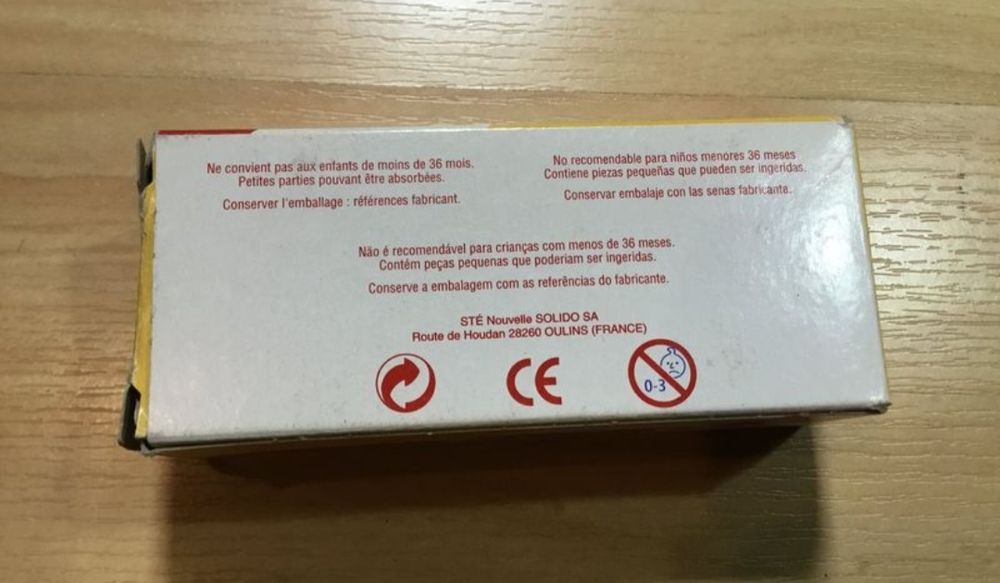 Ne convient pas aux enfants de moins de 36 mois.
Petites parties pouvant être absorbées.
Conserver l'emballage : références fabricant.
No recomendable para niños menores 36 meses
Contiene piezas pequeñas que pueden ser ingeridas.
Conservar embalaje con las senas fabricante.
Não é recomendável para crianças com menos de 36 meses.
Contém peças pequenas que poderiam ser ingeridas.
Conserve a embalagem com as referências do fabricante.
STÉ Nouvelle SOLIDO SA
Route de Houdan 28260 OULINS (FRANCE)
CE
0-3